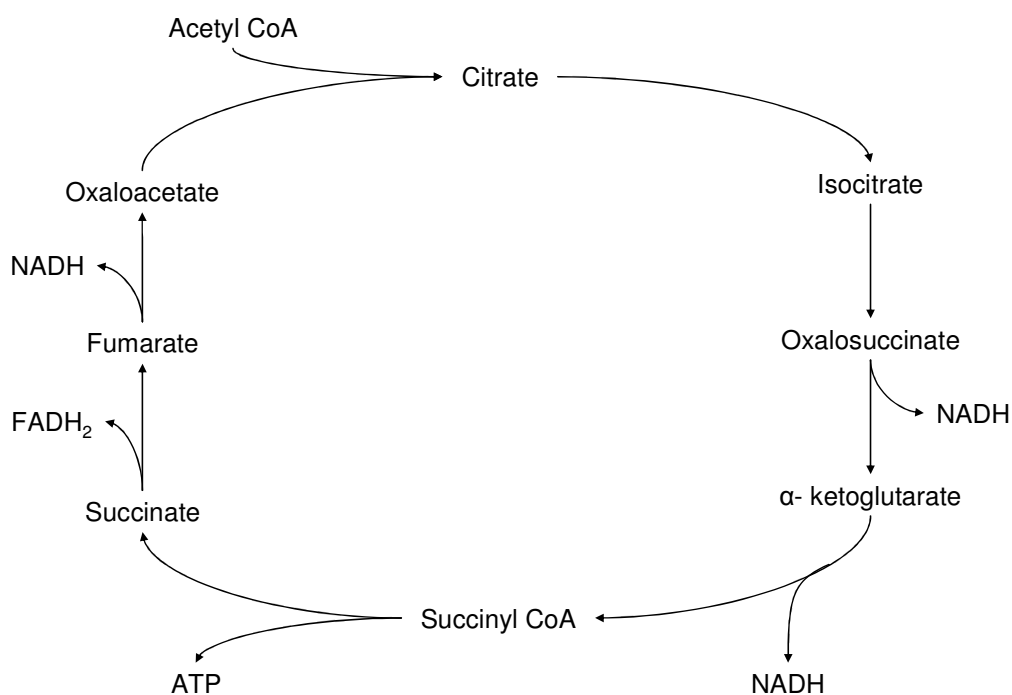 Acetyl CoA
Citrate
Isocitrate
Oxaloacetate
NADH
Fumarate
Oxalosuccinate
FADH₂
NADH
α- ketoglutarate
Succinate
Succinyl CoA
ATP
NADH